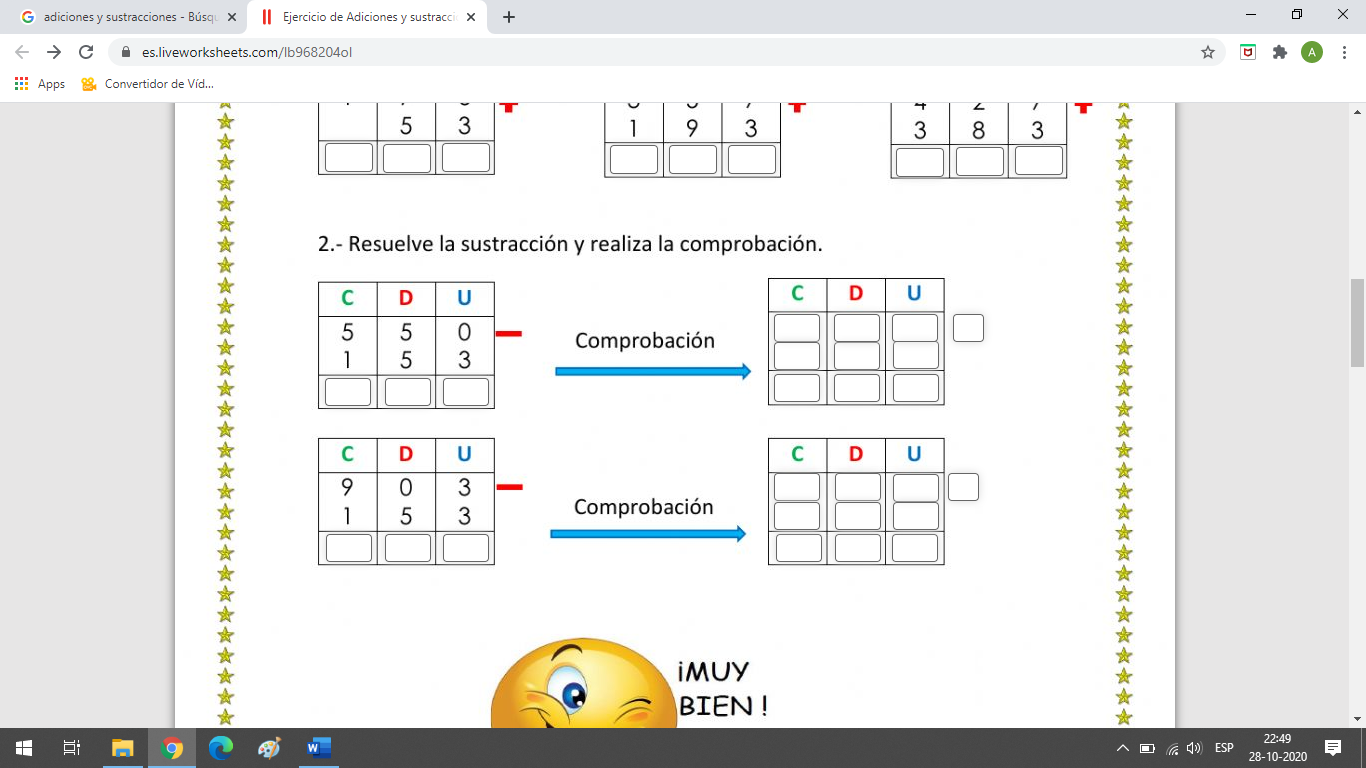 adiciones y sustracciones - Búsqu
Ejercicio de Adiciones y sustracci
es.liveworksheets.com/lb968204ol
A
Apps
Convertidor de Víd...
5 3
1 9 3
3 8 3
2.- Resuelve la sustracción y realiza la comprobación.
C D U
5 5 0 −
1 5 3
Comprobación
C D U
C D U
9 0 3 −
1 5 3
Comprobación
C D U
¡MUY
BIEN !
ESP
22:49
28-10-2020